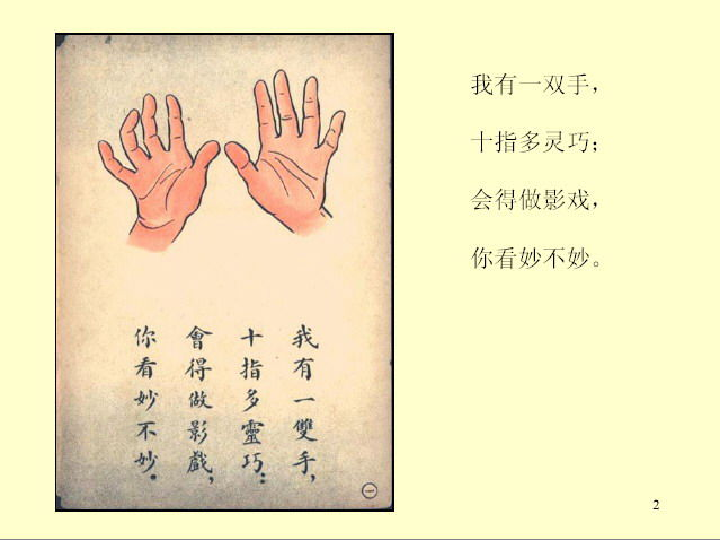 我有一雙手，
十指多靈巧：
會得做影戲，
你看妙不妙。
我有一双手，
十指多灵巧；
会得做影戏，
你看妙不妙。
2